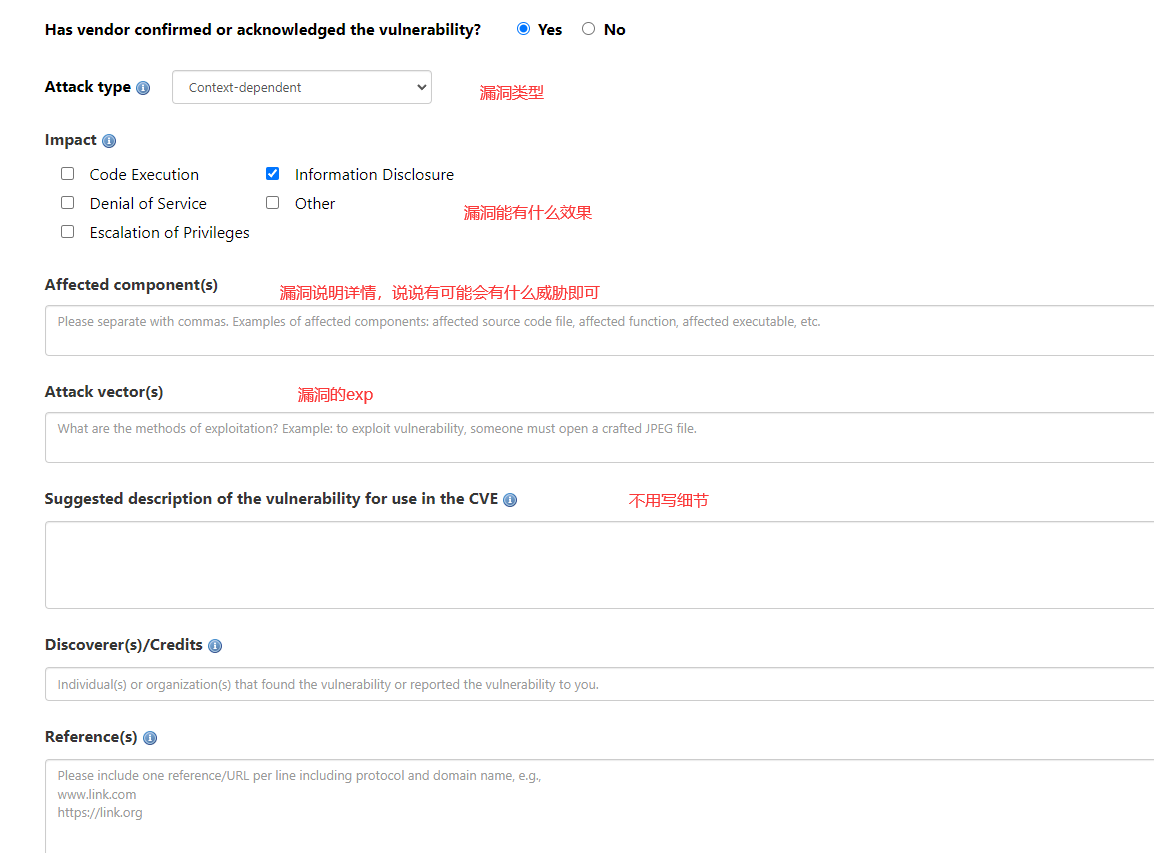 Has vendor confirmed or acknowledged the vulnerability? Yes No
Attack type Context-dependent 漏洞类型
Impact
Code Execution Information Disclosure
Denial of Service Other
漏洞能有什么效果
Escalation of Privileges
Affected component(s)
漏洞说明详情，说说有可能会有什么威胁即可
Please separate with commas. Examples of affected components: affected source code file, affected function, affected executable, etc.
Attack vector(s) 漏洞的exp
What are the methods of exploitation? Example: to exploit vulnerability, someone must open a crafted JPEG file.
Suggested description of the vulnerability for use in the CVE 不用写细节
Discoverer(s)/Credits
Individual(s) or organization(s) that found the vulnerability or reported the vulnerability to you.
Reference(s)
Please include one reference/URL per line including protocol and domain name, e.g.,
www.link.com
https://link.org